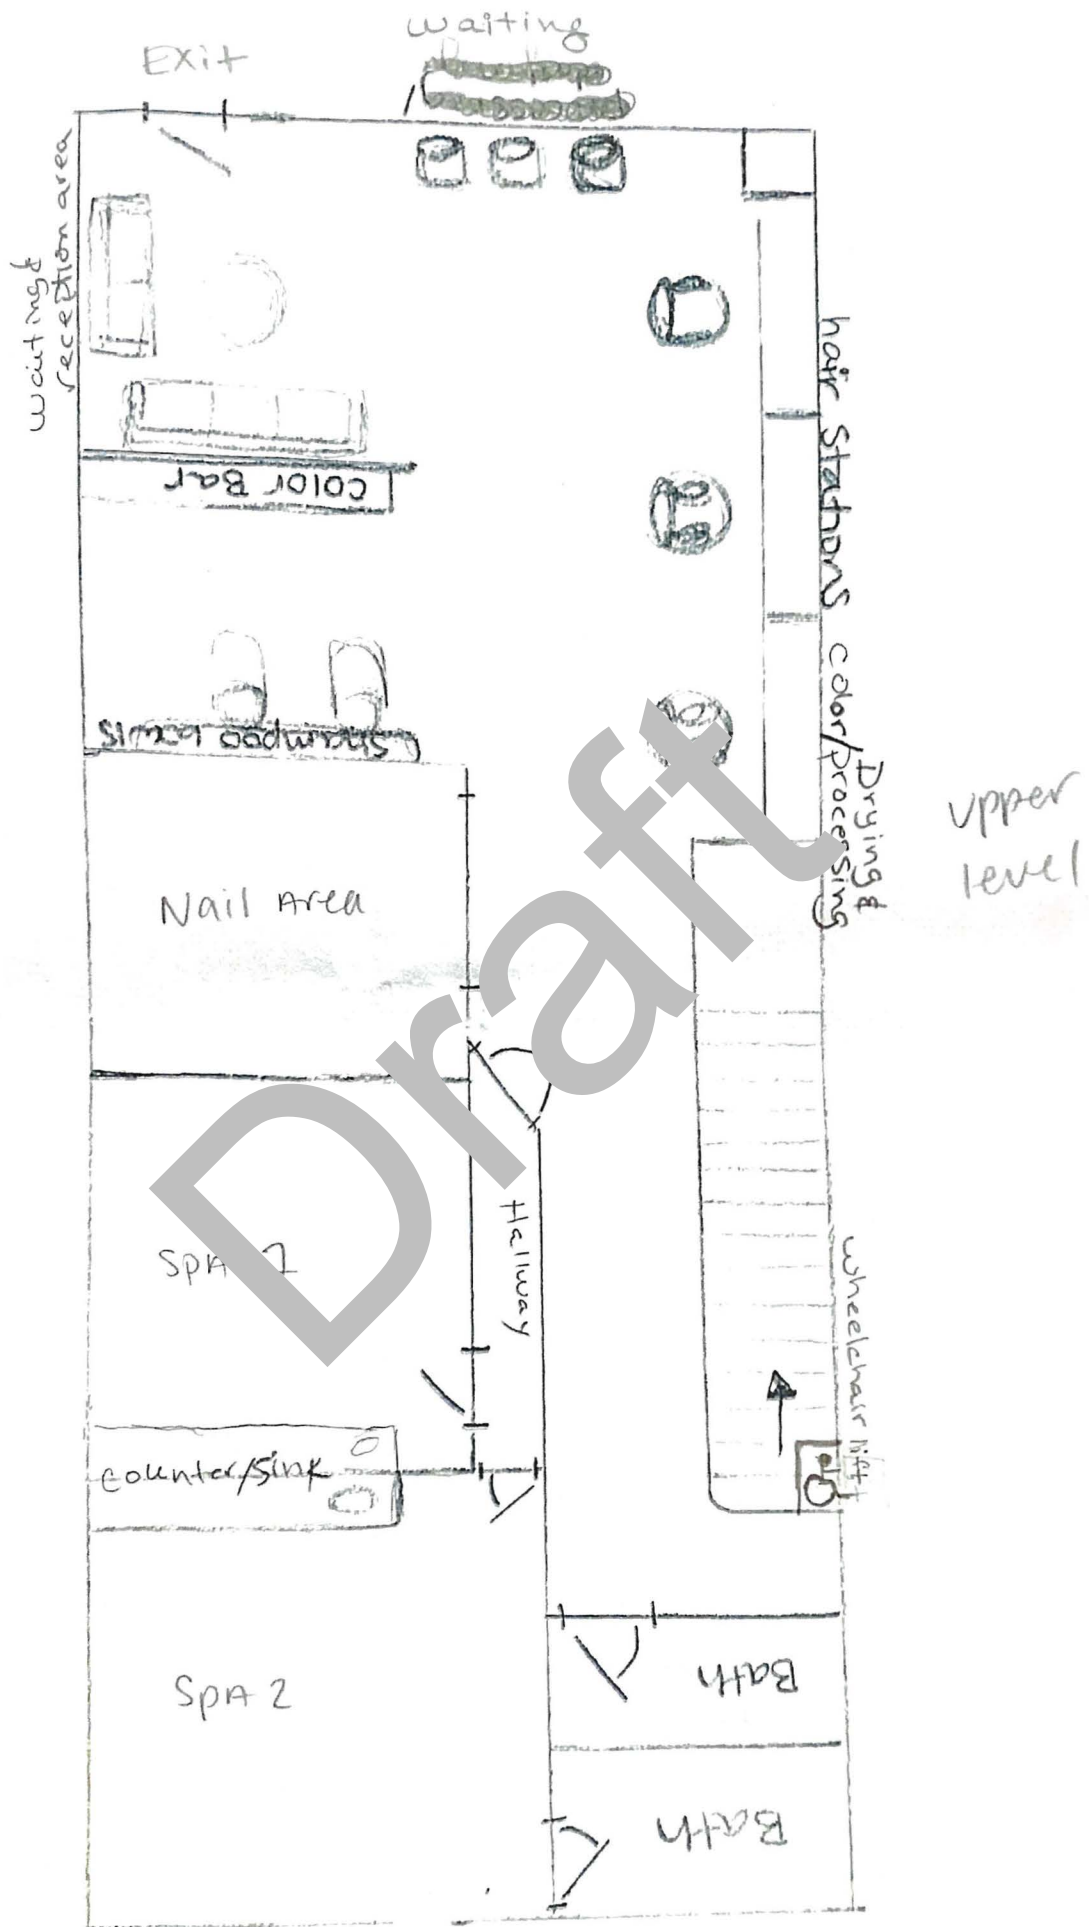 waiting
Exit
waiting &
reception area
Color Bar
hair stations
color/processing
Drying &
shampoo bowls
upper
level
Nail Area
Draft
Hallway
SpA 1
wheelchair lift
counter/sink
SpA 2
Bath
Bath